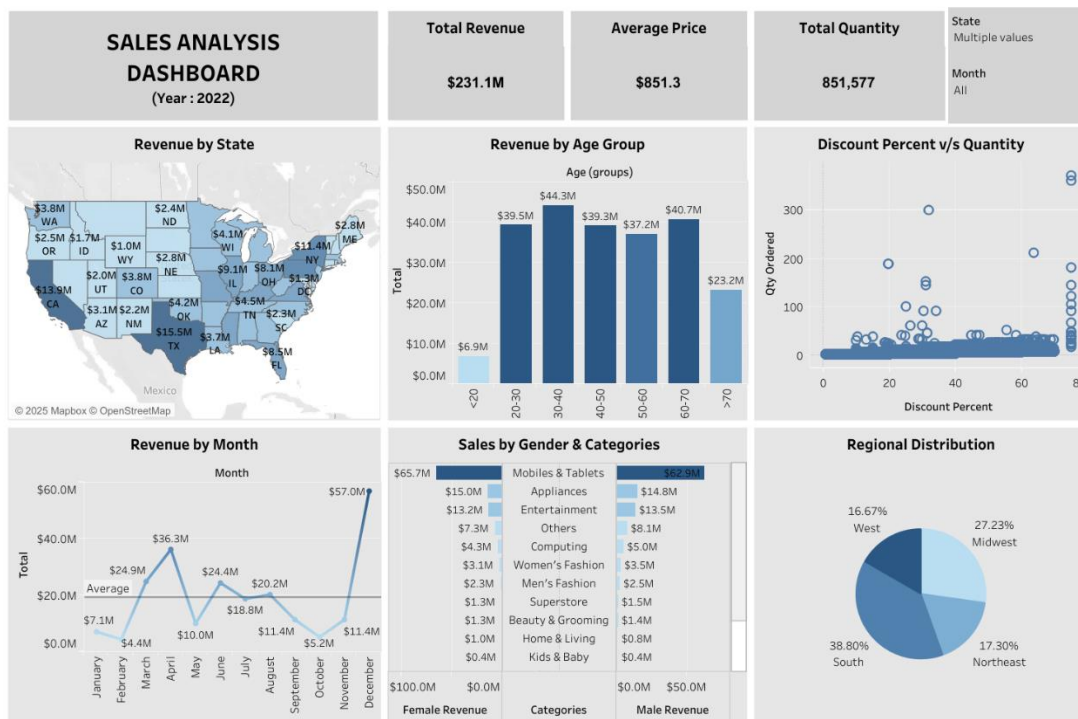 SALES ANALYSIS
DASHBOARD
(Year : 2022)
Total Revenue
$231.1M
Average Price
$851.3
Total Quantity
851,577
State
Multiple values
Month
All
Revenue by State
$3.8M
WA
$2.4M
ND
$2.8M
ME
$2.5M
OR
$1.7M
ID
$4.1M
WI
$11.4M
NY
$1.0M
WY
$2.8M
NE
$9.1M
IL
$8.1M
OH
$1.3M
DC
$13.9M
CA
$2.0M
UT
$3.8M
CO
$4.5M
TN
$3.1M
AZ
$2.2M
NM
$4.2M
OK
$2.3M
SC
$15.5M
TX
$3.7M
LA
$8.5M
FL
Mexico
© 2025 Mapbox © OpenStreetMap
Revenue by Age Group
Age (groups)
$50.0M
$40.0M
$30.0M
$20.0M
$10.0M
$0.0M
Total
$6.9M
$39.5M
$44.3M
$39.3M
$37.2M
$40.7M
$23.2M
<20
20-30
30-40
40-50
50-60
60-70
>70
Discount Percent v/s Quantity
Qty Ordered
300
200
100
0
0
20
40
60
Discount Percent
Revenue by Month
Month
$60.0M
$40.0M
$20.0M
$0.0M
Total
Average
$7.1M
$4.4M
$24.9M
$36.3M
$10.0M
$24.4M
$18.8M
$20.2M
$11.4M
$5.2M
$11.4M
$57.0M
January
February
March
April
May
June
July
August
September
October
November
December
Sales by Gender & Categories
$65.7M Mobiles & Tablets $62.9M
$15.0M Appliances $14.8M
$13.2M Entertainment $13.5M
$7.3M Others $8.1M
$4.3M Computing $5.0M
$3.1M Women's Fashion $3.5M
$2.3M Men's Fashion $2.5M
$1.3M Superstore $1.5M
$1.3M Beauty & Grooming $1.4M
$1.0M Home & Living $0.8M
$0.4M Kids & Baby $0.4M
$100.0M $0.0M $0.0M $50.0M
Female Revenue Categories Male Revenue
Regional Distribution
16.67%
West
27.23%
Midwest
38.80%
South
17.30%
Northeast